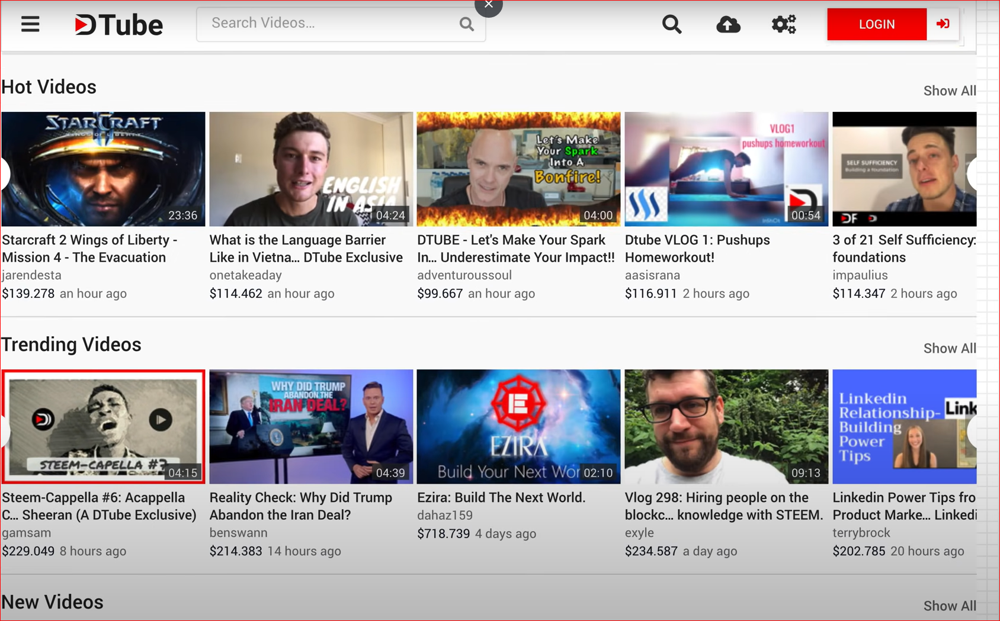 DTube
Search Videos...
LOGIN
Hot Videos
Show All
STARCRAFT
WINGS OF LIBERTY
23:36
ENGLISH
IN ASIA
04:24
Let's Make
Your Spark
Into A
Bonfire!
04:00
VLOG1
pushups homeworkout
00:54
SELF SUFFICIENCY
Building a foundation
DF
Starcraft 2 Wings of Liberty -
Mission 4 - The Evacuation
jarendesta
$139.278 an hour ago
What is the Language Barrier
Like in Vietna... DTube Exclusive
onetakeaday
$114.462 an hour ago
DTUBE - Let's Make Your Spark
In... Underestimate Your Impact!!
adventuroussoul
$99.667 an hour ago
Dtube VLOG 1: Pushups
Homeworkout!
aasisrana
$116.911 2 hours ago
3 of 21 Self Sufficiency:
foundations
impaulius
$114.347 2 hours ago
Trending Videos
Show All
STEEM-CAPELLA #7
04:15
WHY DID TRUMP
ABANDON THE
IRAN DEAL?
04:39
EZIRA
Build Your Next Wor
02:10
09:13
Linkedin
Relationship-
Building
Power
Tips
Link
Steem-Cappella #6: Acappella
C... Sheeran (A DTube Exclusive)
gamsam
$229.049 8 hours ago
Reality Check: Why Did Trump
Abandon the Iran Deal?
benswann
$214.383 14 hours ago
Ezira: Build The Next World.
dahaz159
$718.739 4 days ago
Vlog 298: Hiring people on the
blockc... knowledge with STEEM.
exyle
$234.587 a day ago
Linkedin Power Tips fro
Product Marke... Linkedi
terrybrock
$202.785 20 hours ago
New Videos
Show All